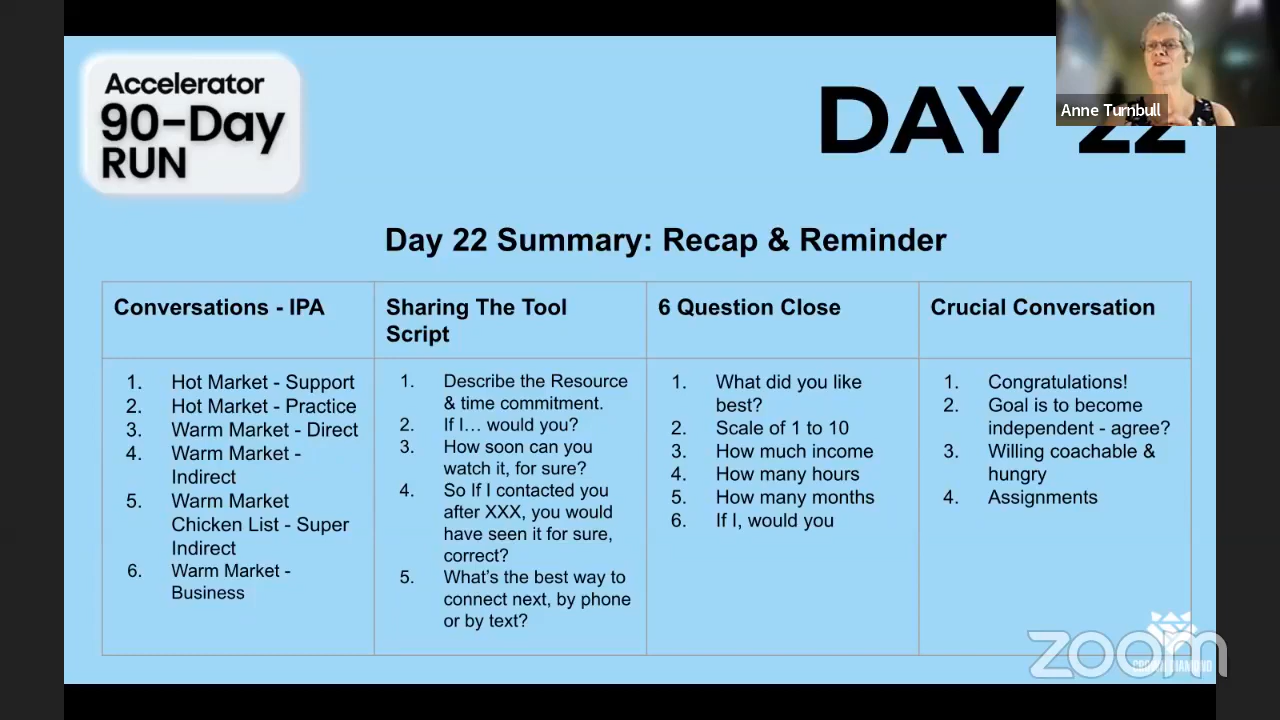 Accelerator
90-Day
RUN
DAY 22
Anne Turnbull
Day 22 Summary: Recap & Reminder
Conversations - IPA
1. Hot Market - Support
2. Hot Market - Practice
3. Warm Market - Direct
4. Warm Market -
Indirect
5. Warm Market
Chicken List - Super
Indirect
6. Warm Market -
Business
Sharing The Tool
Script
1. Describe the Resource
& time commitment.
2. If I... would you?
3. How soon can you
watch it, for sure?
4. So If I contacted you
after XXX, you would
have seen it for sure,
correct?
5. What's the best way to
connect next, by phone
or by text?
6 Question Close
1. What did you like
best?
2. Scale of 1 to 10
3. How much income
4. How many hours
5. How many months
6. If I, would you
Crucial Conversation
1. Congratulations!
2. Goal is to become
independent - agree?
3. Willing coachable &
hungry
4. Assignments
zoom